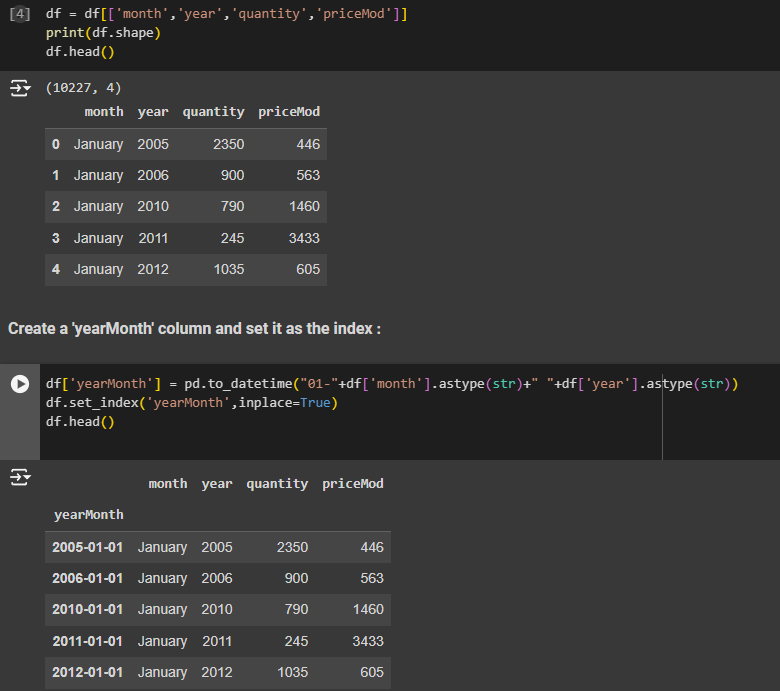 [4] df = df[['month','year','quantity','priceMod']]
print(df.shape)
df.head()
(10227, 4)
month year quantity priceMod
0 January 2005 2350 446
1 January 2006 900 563
2 January 2010 790 1460
3 January 2011 245 3433
4 January 2012 1035 605
Create a 'yearMonth' column and set it as the index :
df['yearMonth'] = pd.to_datetime("01-"+df['month'].astype(str)+" "+df['year'].astype(str))
df.set_index('yearMonth',inplace=True)
df.head()
month year quantity priceMod
yearMonth
2005-01-01 January 2005 2350 446
2006-01-01 January 2006 900 563
2010-01-01 January 2010 790 1460
2011-01-01 January 2011 245 3433
2012-01-01 January 2012 1035 605